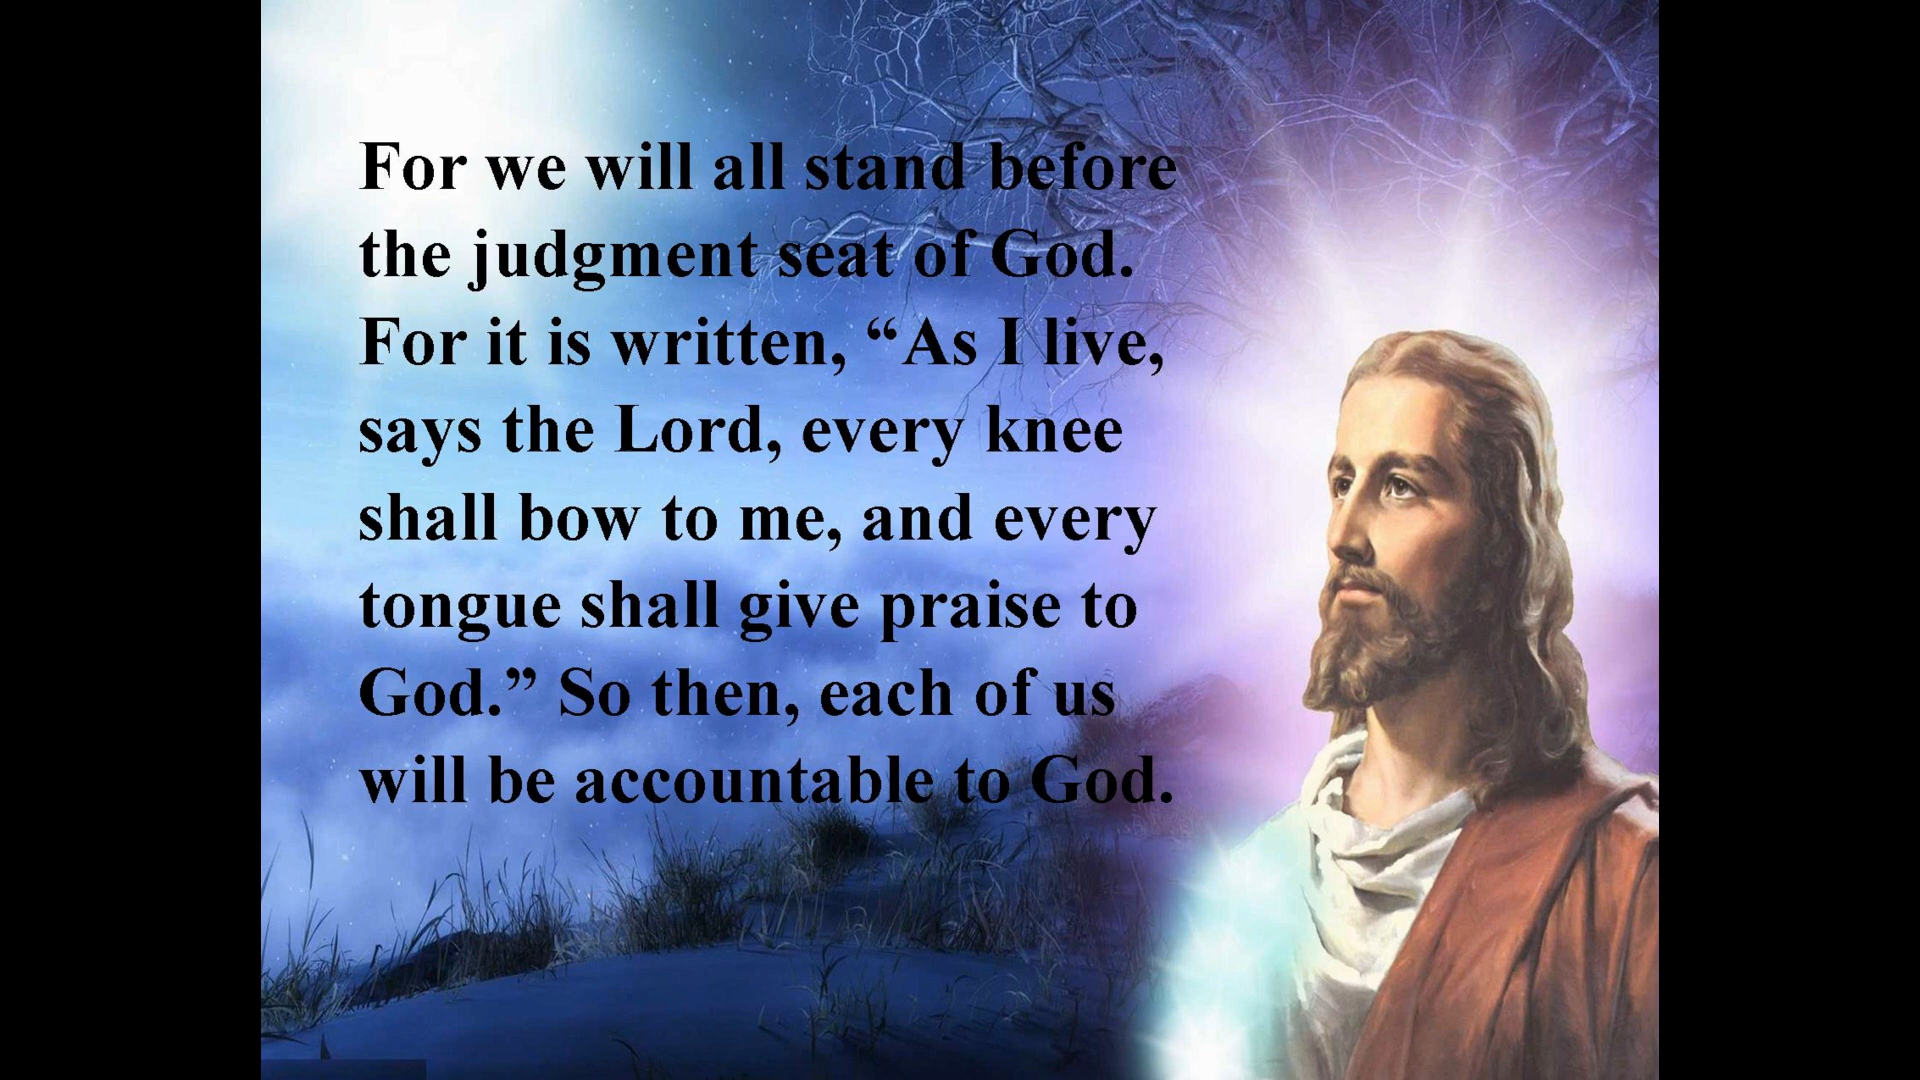 For we will all stand before
the judgment seat of God.
For it is written, “As I live,
says the Lord, every knee
shall bow to me, and every
tongue shall give praise to
God.” So then, each of us
will be accountable to God.